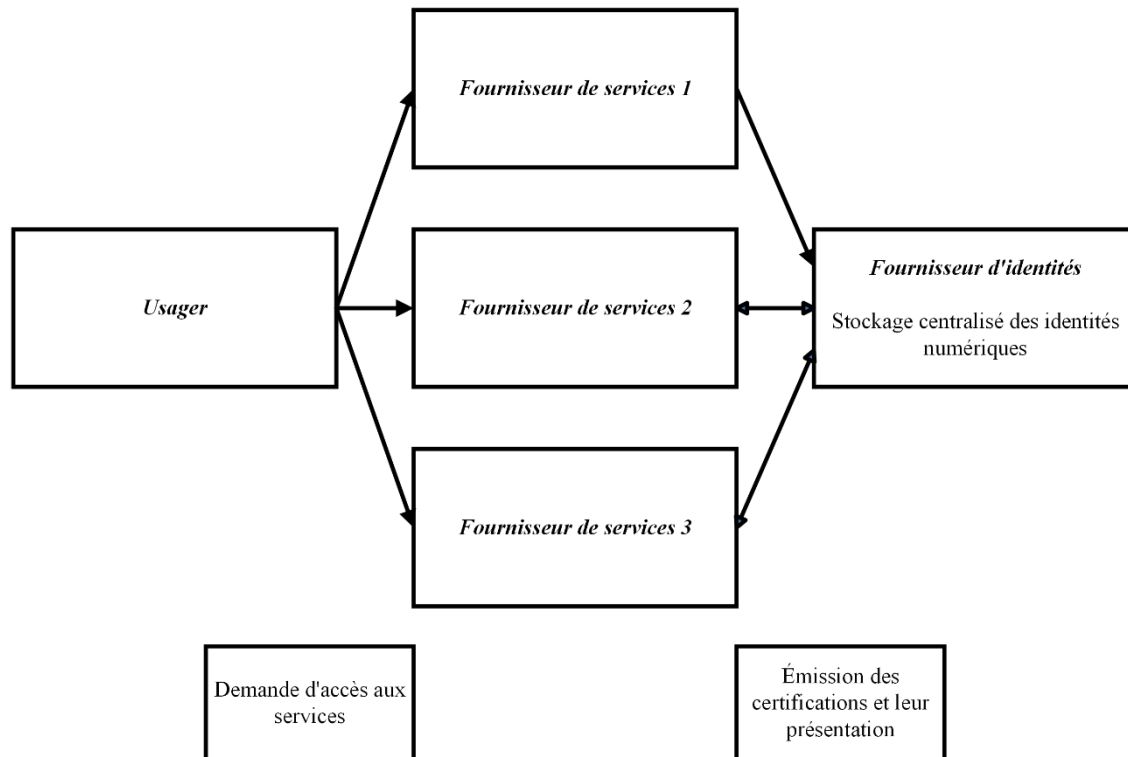 Fournisseur de services 1
Usager
Fournisseur de services 2
Fournisseur d'identités
Stockage centralisé des identités
numériques
Fournisseur de services 3
Demande d'accès aux
services
Émission des
certifications et leur
présentation